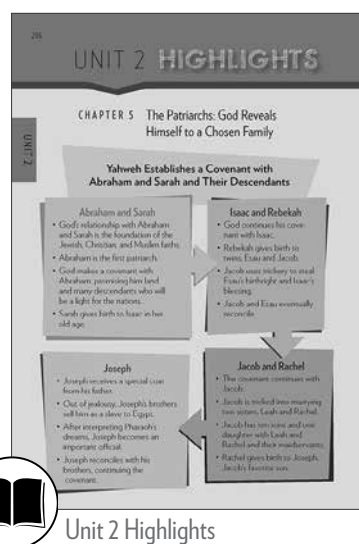 206
UNIT 2 HIGHLIGHTS
UNIT 2
CHAPTER 5 The Patriarchs: God Reveals
Himself to a Chosen Family
Yahweh Establishes a Covenant with
Abraham and Sarah and Their Descendants
Abraham and Sarah
• God's relationship with Abraham
and Sarah is the foundation of the
Jewish, Christian, and Muslim faiths.
• Abraham is the first patriarch.
• God makes a covenant with
Abraham, promising him land
and many descendants who will
be a light for the nations.
• Sarah gives birth to Isaac in her
old age.
Isaac and Rebekah
• God continues his cove-
nant with Isaac.
• Rebekah gives birth to
twins, Esau and Jacob.
• Jacob uses trickery to steal
Esau's birthright and Isaac's
blessing.
• Jacob and Esau eventually
reconcile.
Jacob and Rachel
• The covenant continues with
Jacob.
• Jacob is tricked into marrying
two sisters, Leah and Rachel.
• Jacob has ten sons and one
daughter with Leah and
Rachel and their maidservants.
• Rachel gives birth to Joseph,
Jacob's favorite son.
Joseph
• Joseph receives a special coat
from his father.
• Out of jealousy, Joseph's brothers
sell him as a slave to Egypt.
• After interpreting Pharaoh's
dreams, Joseph becomes an
important official.
• Joseph reconciles with his
brothers, continuing the
covenant.
Unit 2 Highlights